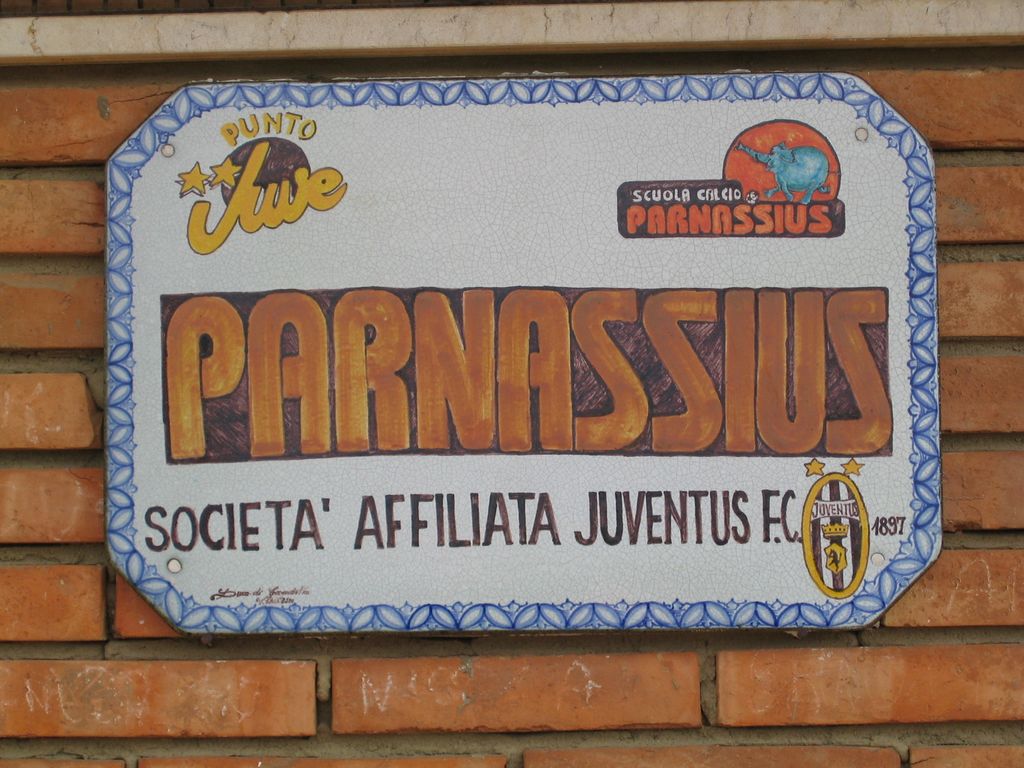 PUNTO
Juve
SCUOLA CALCIO
PARNASSIUS
PARNASSIUS
SOCIETA' AFFILIATA JUVENTUS F.C.
JUVENTUS
1897